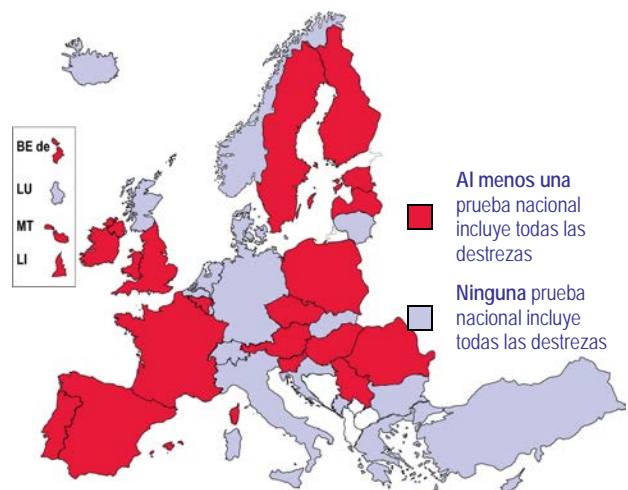 BE de
LU
MT
LI
Al menos una
prueba nacional
incluye todas las
destrezas
Ninguna prueba
nacional incluye
todas las destrezas